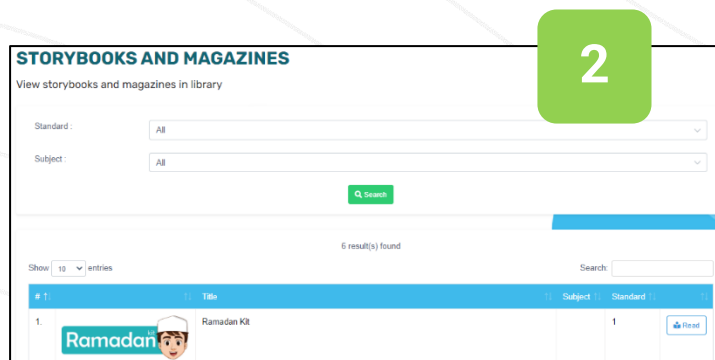 2
STORYBOOKS AND MAGAZINES
View storybooks and magazines in library
Standard :
All
Subject :
All
Search
6 result(s) found
Show 10 entries
Search:
# Title Subject Standard
1. Ramadan kit Ramadan Kit 1 Read